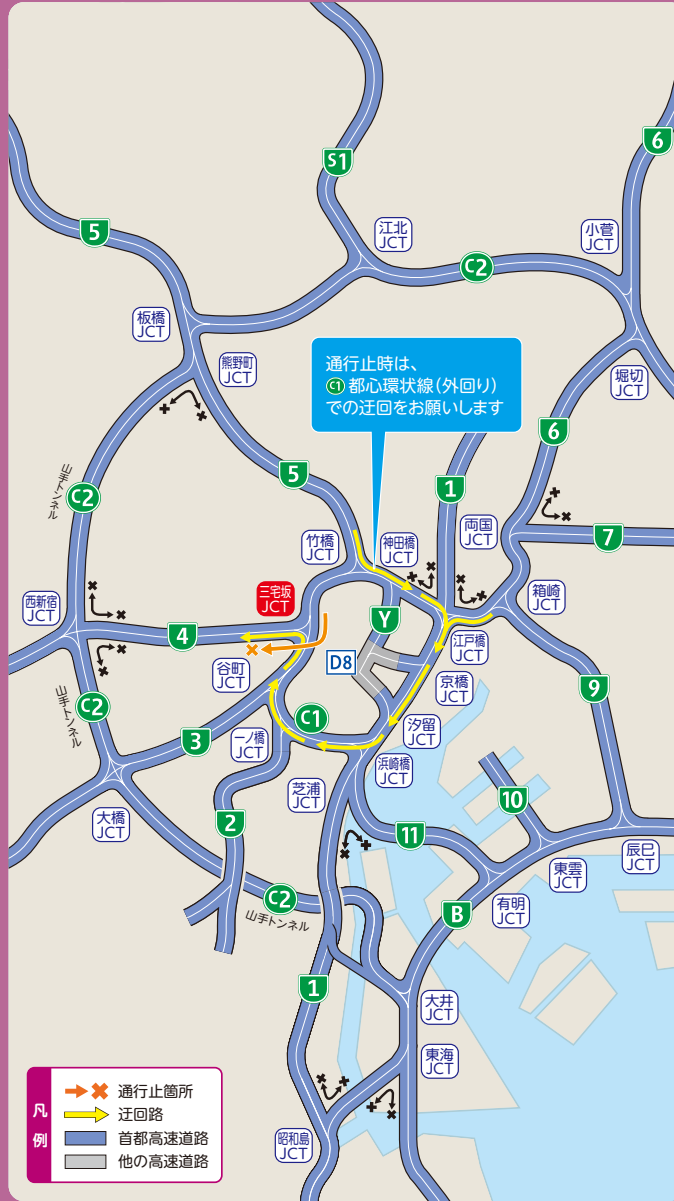 6
S1
5
江北
JCT
小菅
JCT
C2
板橋
JCT
熊野町
JCT
通行止時は、
C1 都心環状線(外回り)
での迂回をお願いします
堀切
JCT
6
山手トンネル
C2
5
1
竹橋
JCT
神田橋
JCT
両国
JCT
7
西新宿
JCT
三宅坂
JCT
箱崎
JCT
4
Y
江戸橋
JCT
谷町
JCT
D8
京橋
JCT
9
山手トンネル
C2
C1
汐留
JCT
3
一ノ橋
JCT
浜崎橋
JCT
大橋
JCT
芝浦
JCT
10
2
11
辰巳
JCT
東雲
JCT
C2
山手トンネル
有明
JCT
B
1
大井
JCT
東海
JCT
昭和島
JCT
凡例
通行止箇所
迂回路
首都高速道路
他の高速道路